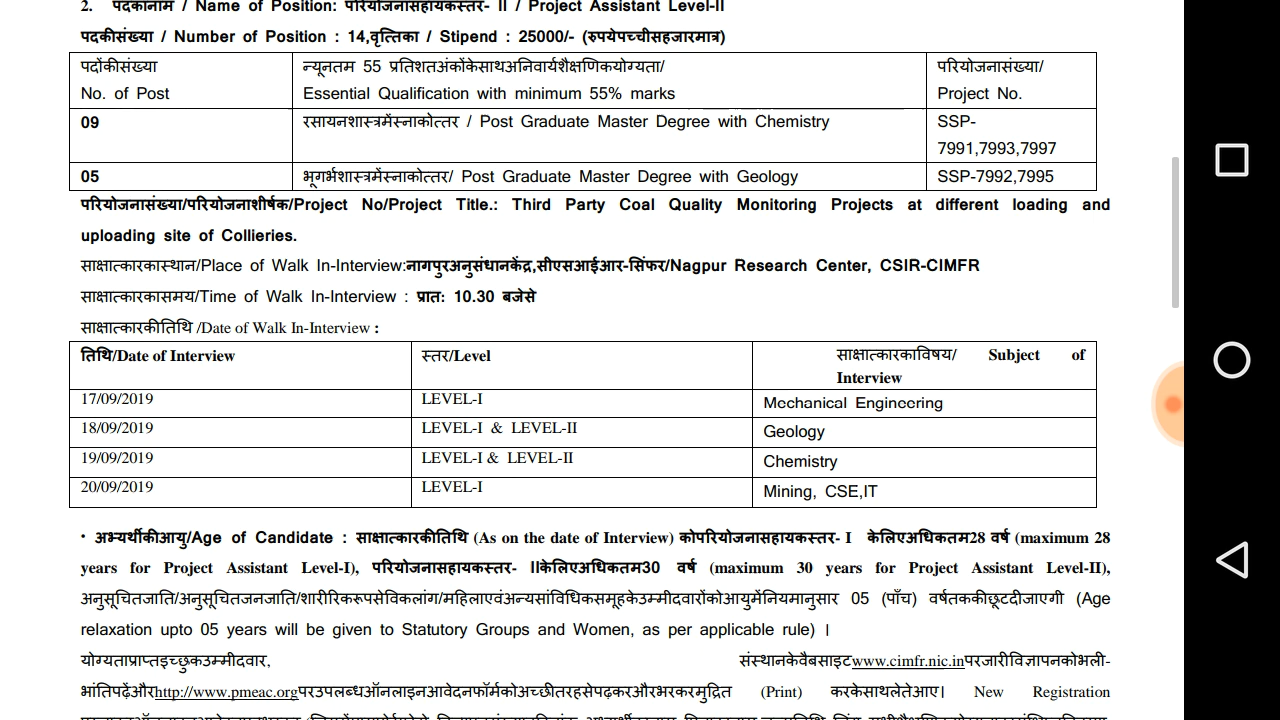 2. पदकानाम / Name of Position: परियोजनासहायकस्तर- II / Project Assistant Level-II
पदकीसंख्या / Number of Position : 14,वृत्तिका / Stipend : 25000/- (रुपयेपच्चीसहजारमात्र)
पदोंकीसंख्या न्यूनतम 55 प्रतिशतअंकोंकेसाथअनिवार्यशैक्षणिकयोग्यता/ परियोजनासंख्या/
No. of Post Essential Qualification with minimum 55% marks Project No.
09 रसायनशास्त्रमेंस्नाकोत्तर / Post Graduate Master Degree with Chemistry SSP-
7991,7993,7997
05 भूगर्भशास्त्रमेंस्नाकोत्तर/ Post Graduate Master Degree with Geology SSP-7992,7995
परियोजनासंख्या/परियोजनाशीर्षक/Project No/Project Title.: Third Party Coal Quality Monitoring Projects at different loading and
uploading site of Collieries.
साक्षात्कारकास्थान/Place of Walk In-Interview:नागपुरअनुसंधानकेंद्र,सीएसआईआर-सिंफर/Nagpur Research Center, CSIR-CIMFR
साक्षात्कारकासमय/Time of Walk In-Interview : प्रात: 10.30 बजेसे
साक्षात्कारकीतिथि /Date of Walk In-Interview :
तिथि/Date of Interview स्तर/Level साक्षात्कारकाविषय/ Subject of
Interview
17/09/2019 LEVEL-I Mechanical Engineering
18/09/2019 LEVEL-I & LEVEL-II Geology
19/09/2019 LEVEL-I & LEVEL-II Chemistry
20/09/2019 LEVEL-I Mining, CSE,IT
• अभ्यर्थीकीआयु/Age of Candidate : साक्षात्कारकीतिथि (As on the date of Interview) कोपरियोजनासहायकस्तर- I केलिएअधिकतम28 वर्ष (maximum 28
years for Project Assistant Level-I), परियोजनासहायकस्तर- IIकेलिएअधिकतम30 वर्ष (maximum 30 years for Project Assistant Level-II),
अनुसूचितजाति/अनुसूचितजनजाति/शारीरिकरूपसेविकलांग/महिलाएवंअन्यसांविधिकसमूहकेउम्मीदवारोंकोआयुमेंनियमानुसार 05 (पाँच) वर्षतककीछूटदीजाएगी (Age
relaxation upto 05 years will be given to Statutory Groups and Women, as per applicable rule) ।
योग्यताप्राप्तइच्छुकउम्मीदवार, संस्थानकेवैबसाइटwww.cimfr.nic.inपरजारीविज्ञापनकोभली-
भांतिपढ़ेंऔरhttp://www.pmeac.orgपरउपलब्धऑनलाइनआवेदनफॉर्मकोअच्छीतरहसेपढ़करऔरभरकरमुद्रित (Print) करकेसाथलेतेआए। New Registration